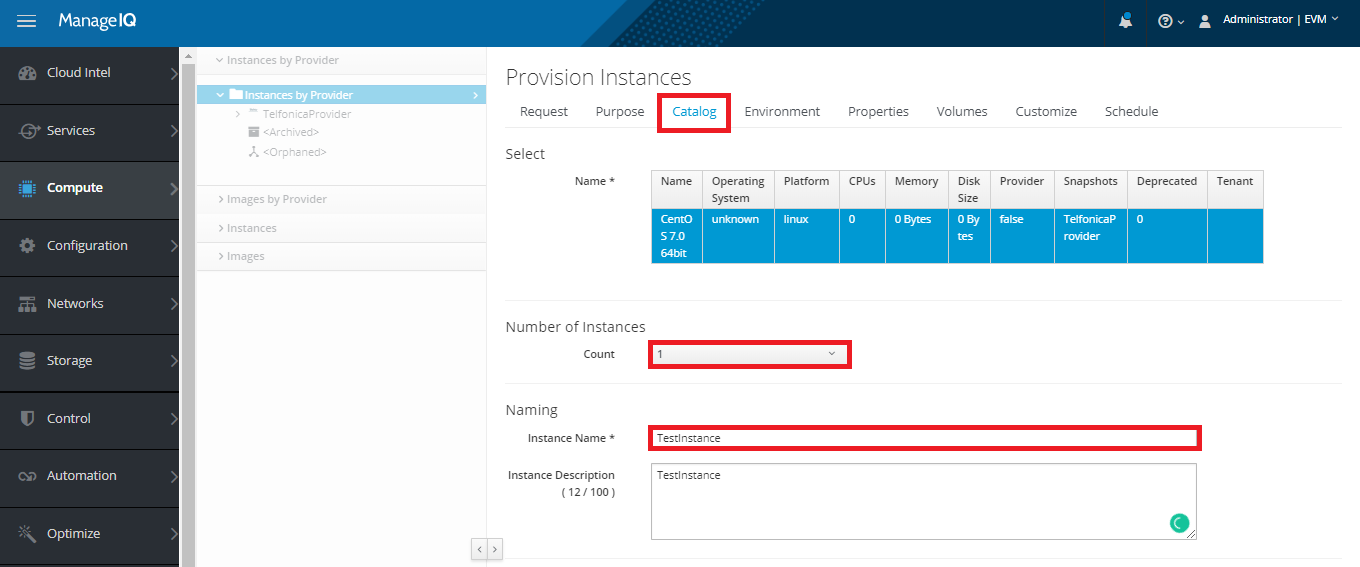 ManageIQ
Administrator | EVM
Cloud Intel
Services
Compute
Configuration
Networks
Storage
Control
Automation
Optimize
Instances by Provider
Instances by Provider
TelfonicaProvider
<Archived>
<Orphaned>
Images by Provider
Instances
Images
Provision Instances
Request Purpose Catalog Environment Properties Volumes Customize Schedule
Select
Name *
Name Operating System Platform CPUs Memory Disk Size Provider Snapshots Deprecated Tenant
CentOS 7.0 64bit unknown linux 0 0 Bytes 0 Bytes false TelfonicaProvider 0
Number of Instances
Count 1
Naming
Instance Name * TestInstance
Instance Description TestInstance
( 12 / 100 )